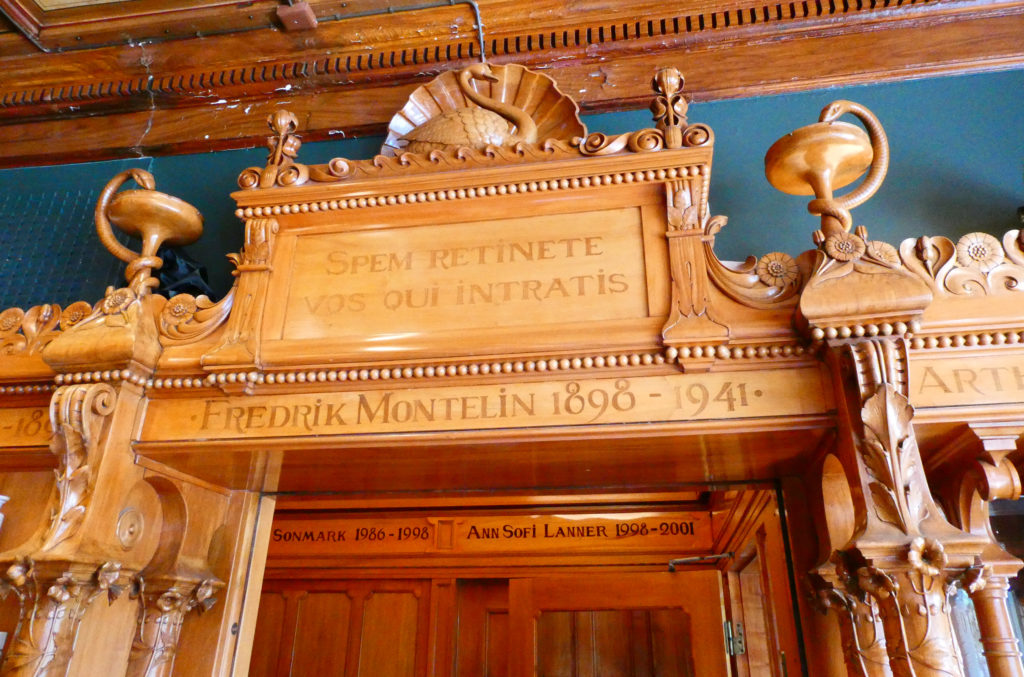 SPEM RETINETE
VOS QUI INTRATIS
·FREDRIK MONTELIN 1898 - 1941·
SONMARK 1986-1998
ANN SOFI LANNER 1998-2001